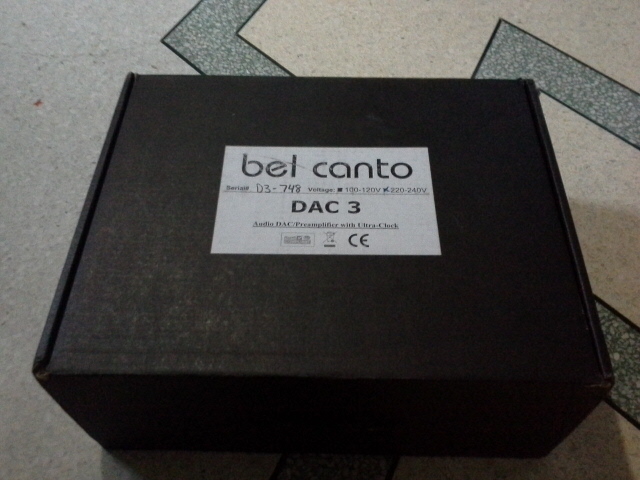 bel canto
Serial# D3-748 Voltage: 100-120V 220-240V
DAC 3
Audio DAC/Preamplifier with Ultra-Clock
CE